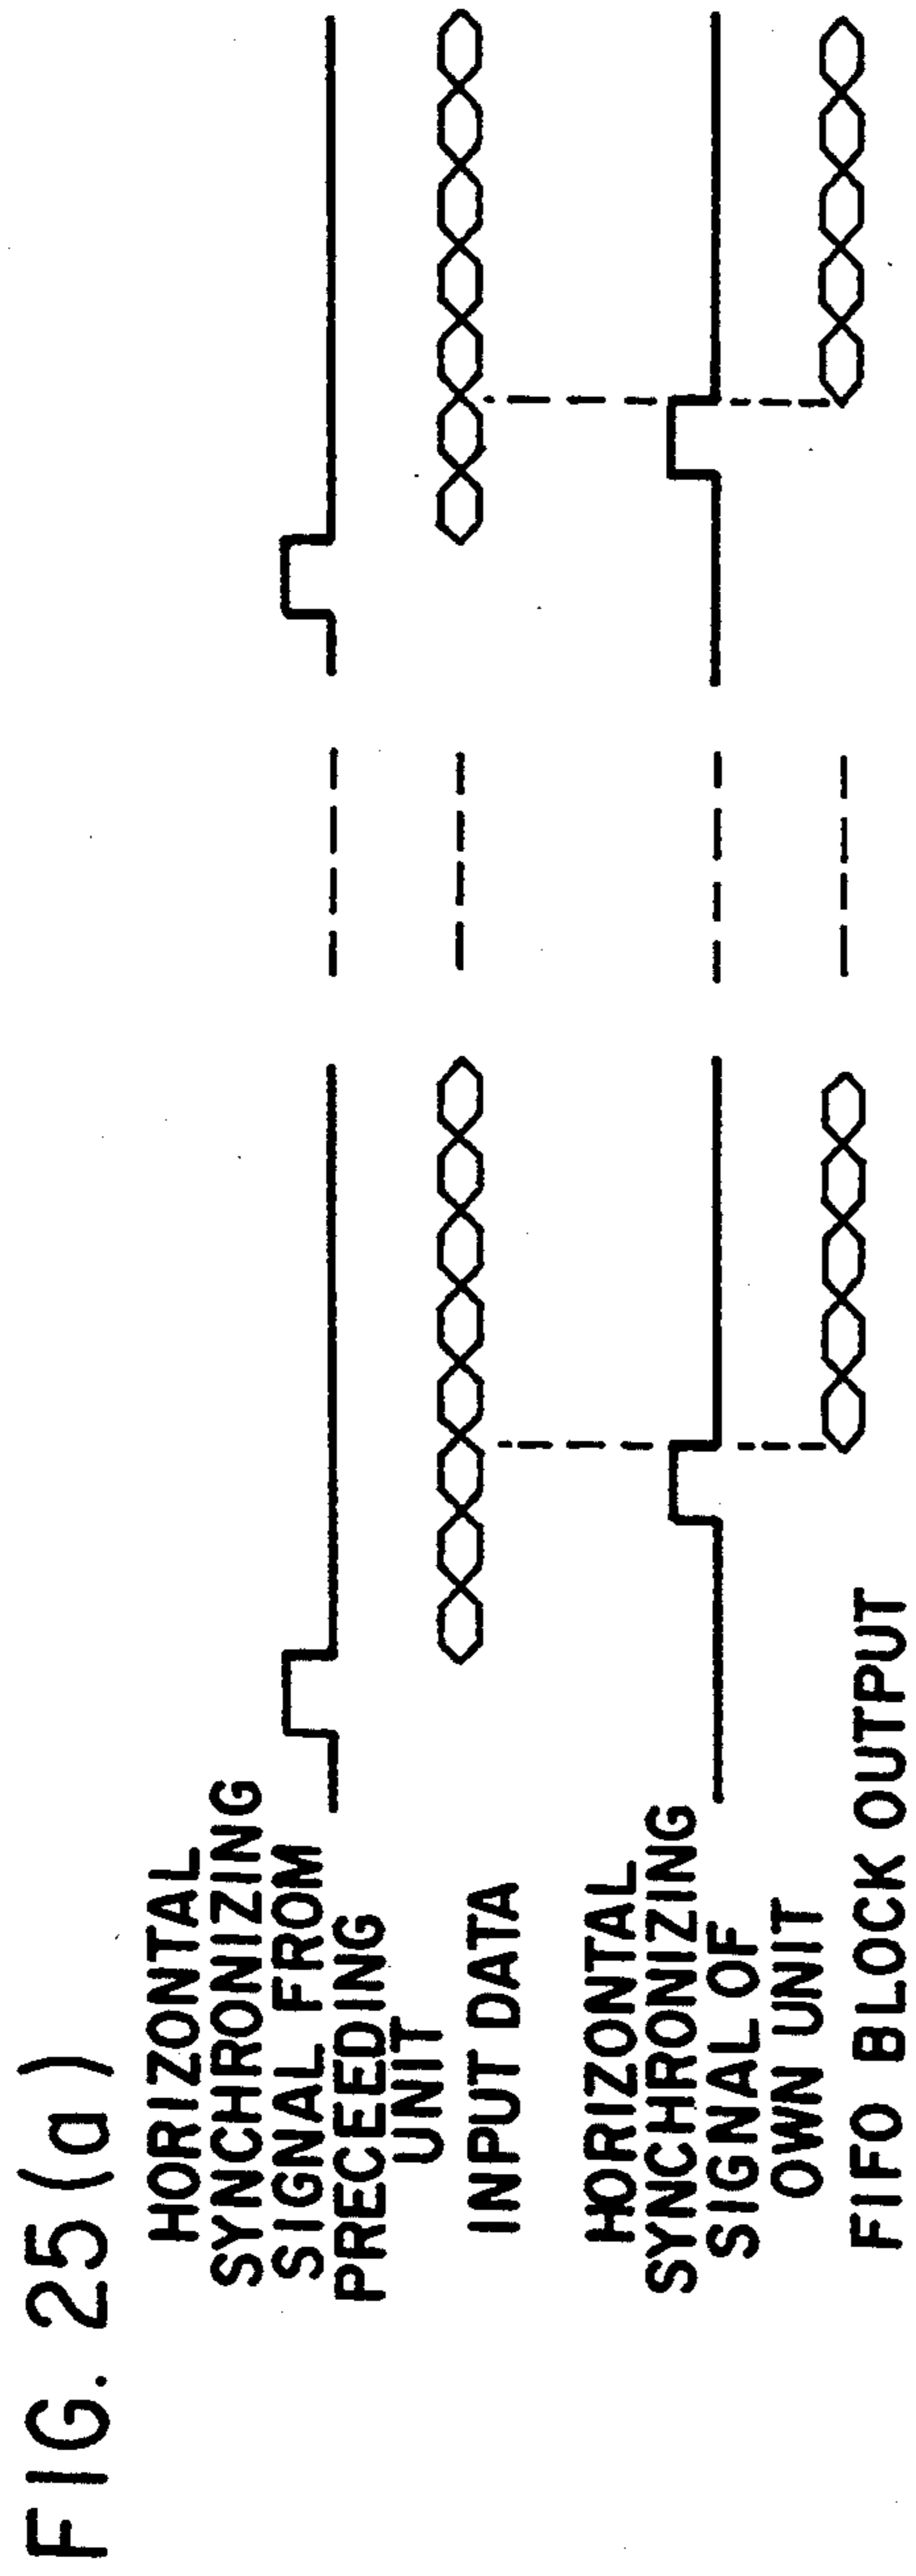 FIG. 25(a)
HORIZONTAL
SYNCHRONIZING
SIGNAL FROM
PRECEEDING
UNIT
INPUT DATA
HORIZONTAL
SYNCHRONIZING
SIGNAL OF
OWN UNIT
FIFO BLOCK OUTPUT